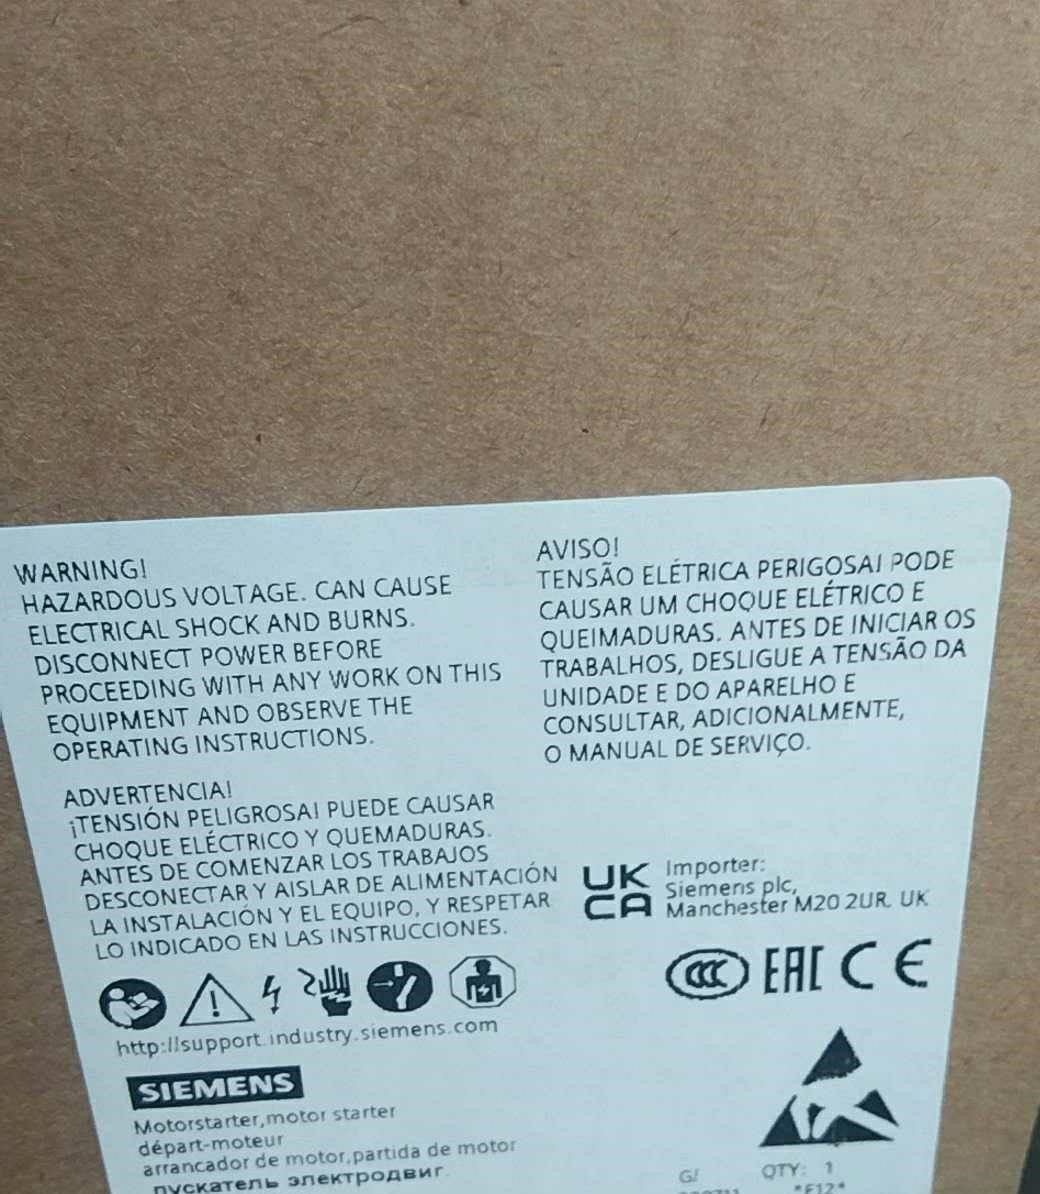 WARNING!
HAZARDOUS VOLTAGE. CAN CAUSE
ELECTRICAL SHOCK AND BURNS.
DISCONNECT POWER BEFORE
PROCEEDING WITH ANY WORK ON THIS
EQUIPMENT AND OBSERVE THE
OPERATING INSTRUCTIONS.
AVISO!
TENSÃO ELÉTRICA PERIGOSA! PODE
CAUSAR UM CHOQUE ELÉTRICO E
QUEIMADURAS. ANTES DE INICIAR OS
TRABALHOS, DESLIGUE A TENSÃO DA
UNIDADE E DO APARELHO E
CONSULTAR, ADICIONALMENTE,
O MANUAL DE SERVIÇO.
ADVERTENCIA!
¡TENSIÓN PELIGROSA! PUEDE CAUSAR
CHOQUE ELÉCTRICO Y QUEMADURAS.
ANTES DE COMENZAR LOS TRABAJOS
DESCONECTAR Y AISLAR DE ALIMENTACIÓN
LA INSTALACIÓN Y EL EQUIPO, Y RESPETAR
LO INDICADO EN LAS INSTRUCCIONES.
UK
CA
Importer:
Siemens plc,
Manchester M20 2UR. UK
CCC EAC CE
http://support.industry.siemens.com
SIEMENS
Motorstarter,motor starter
départ-moteur
arrancador de motor,partida de motor
пускатель электродвиг.
G/
QTY: 1
*F12*